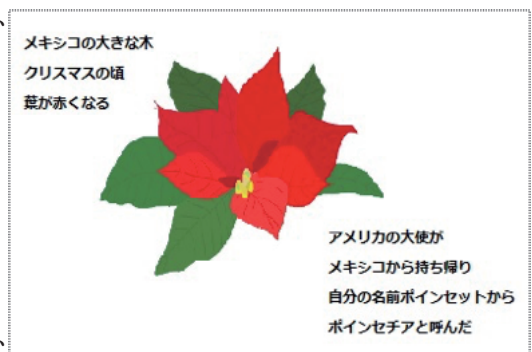 メキシコの大きな木
クリスマスの頃
葉が赤くなる
アメリカの大使が
メキシコから持ち帰り
自分の名前ポインセットから
ポインセチアと呼んだ